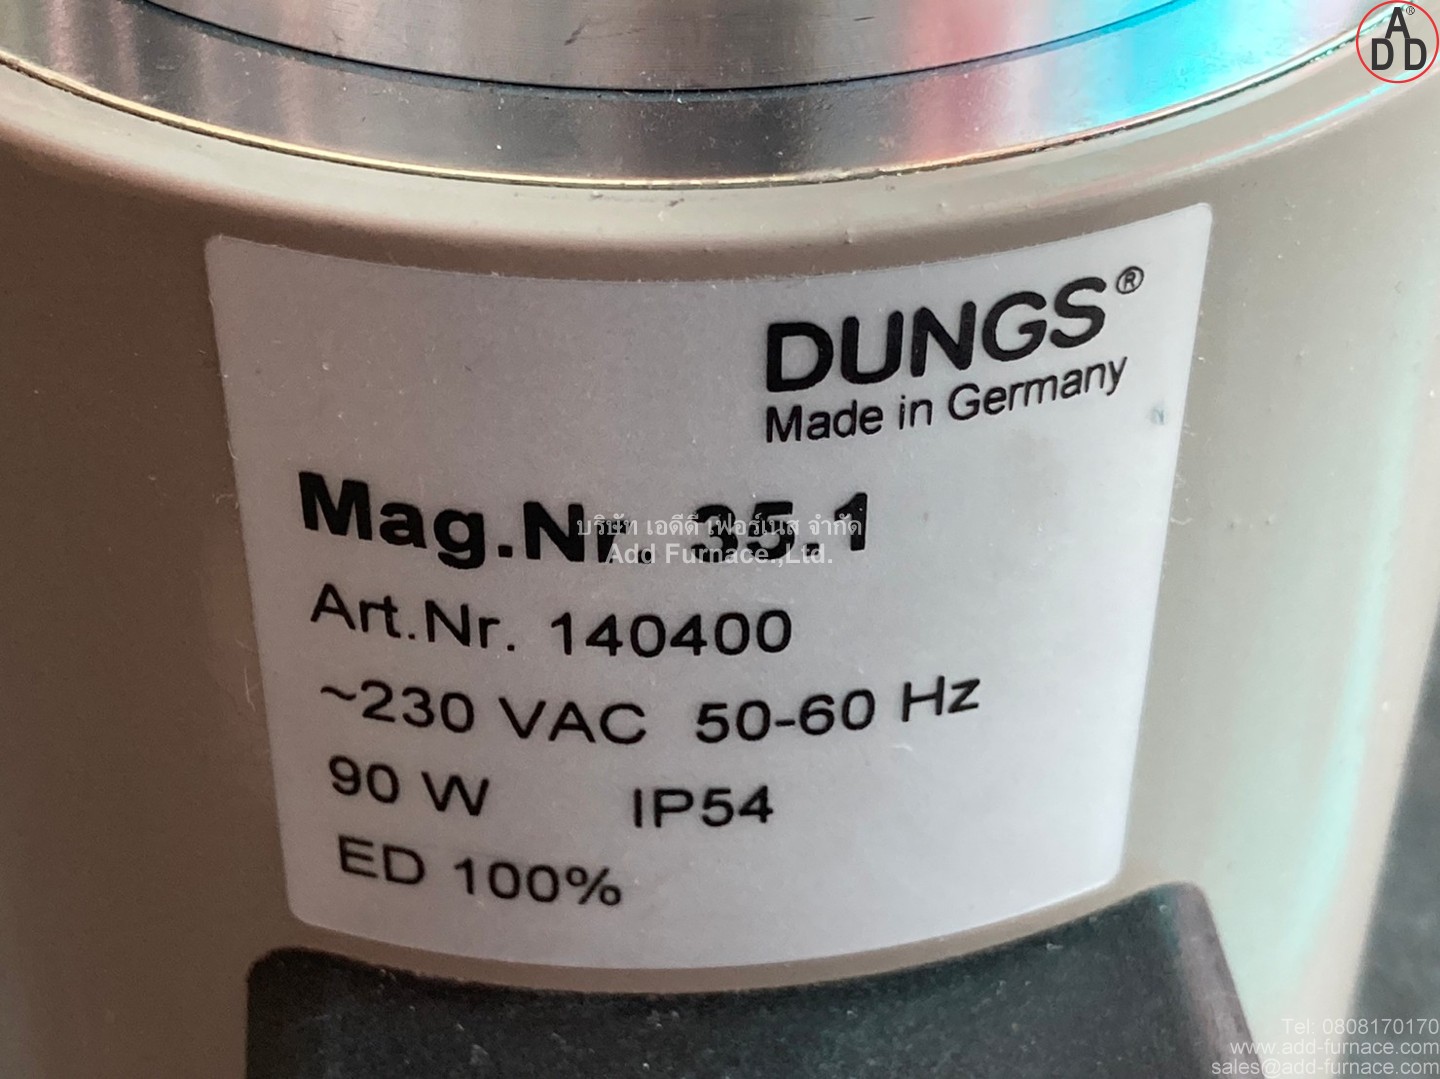 ADD®
DUNGS®
Made in Germany
Mag.Nr. 35.1
บริษัท เอดีดี เฟอร์เนส จำกัด
Add Furnace.,Ltd.
Art.Nr. 140400
~230 VAC 50-60 Hz
90 W IP54
ED 100%
Tel: 0808170170
www.add-furnace.com
sales@add-furnace.com